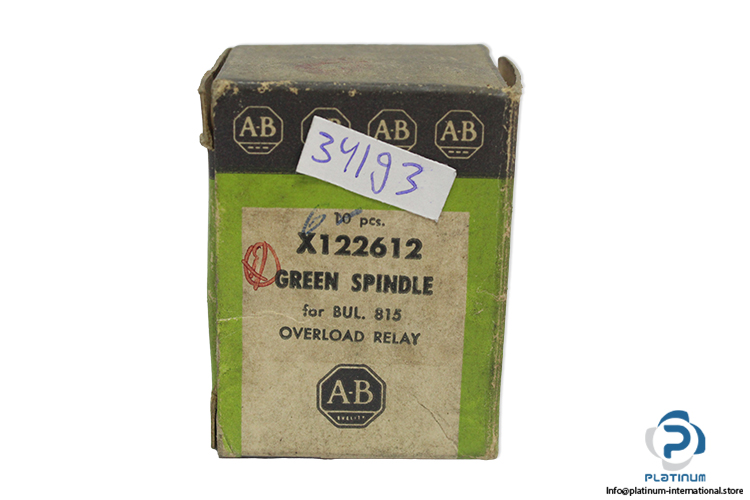 A-B A-B A-B A-B
34193
10 pcs.
X122612
GREEN SPINDLE
for BUL. 815
OVERLOAD RELAY
A-B
QUALITY
PLATINUM
Info@platinum-international.store